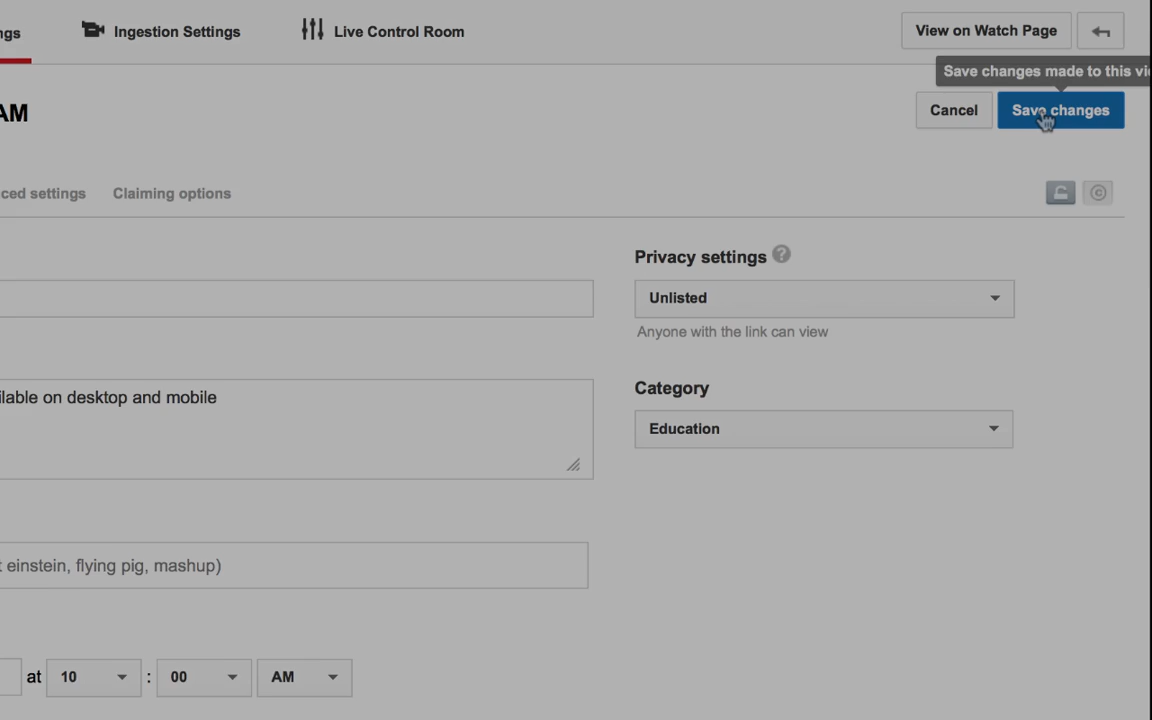 ngs Ingestion Settings Live Control Room View on Watch Page
Save changes made to this vi
AM Cancel Save changes
ced settings Claiming options ©
Privacy settings ?
Unlisted
Anyone with the link can view
Category
ilable on desktop and mobile
Education
einstein, flying pig, mashup)
at 10 : 00 AM